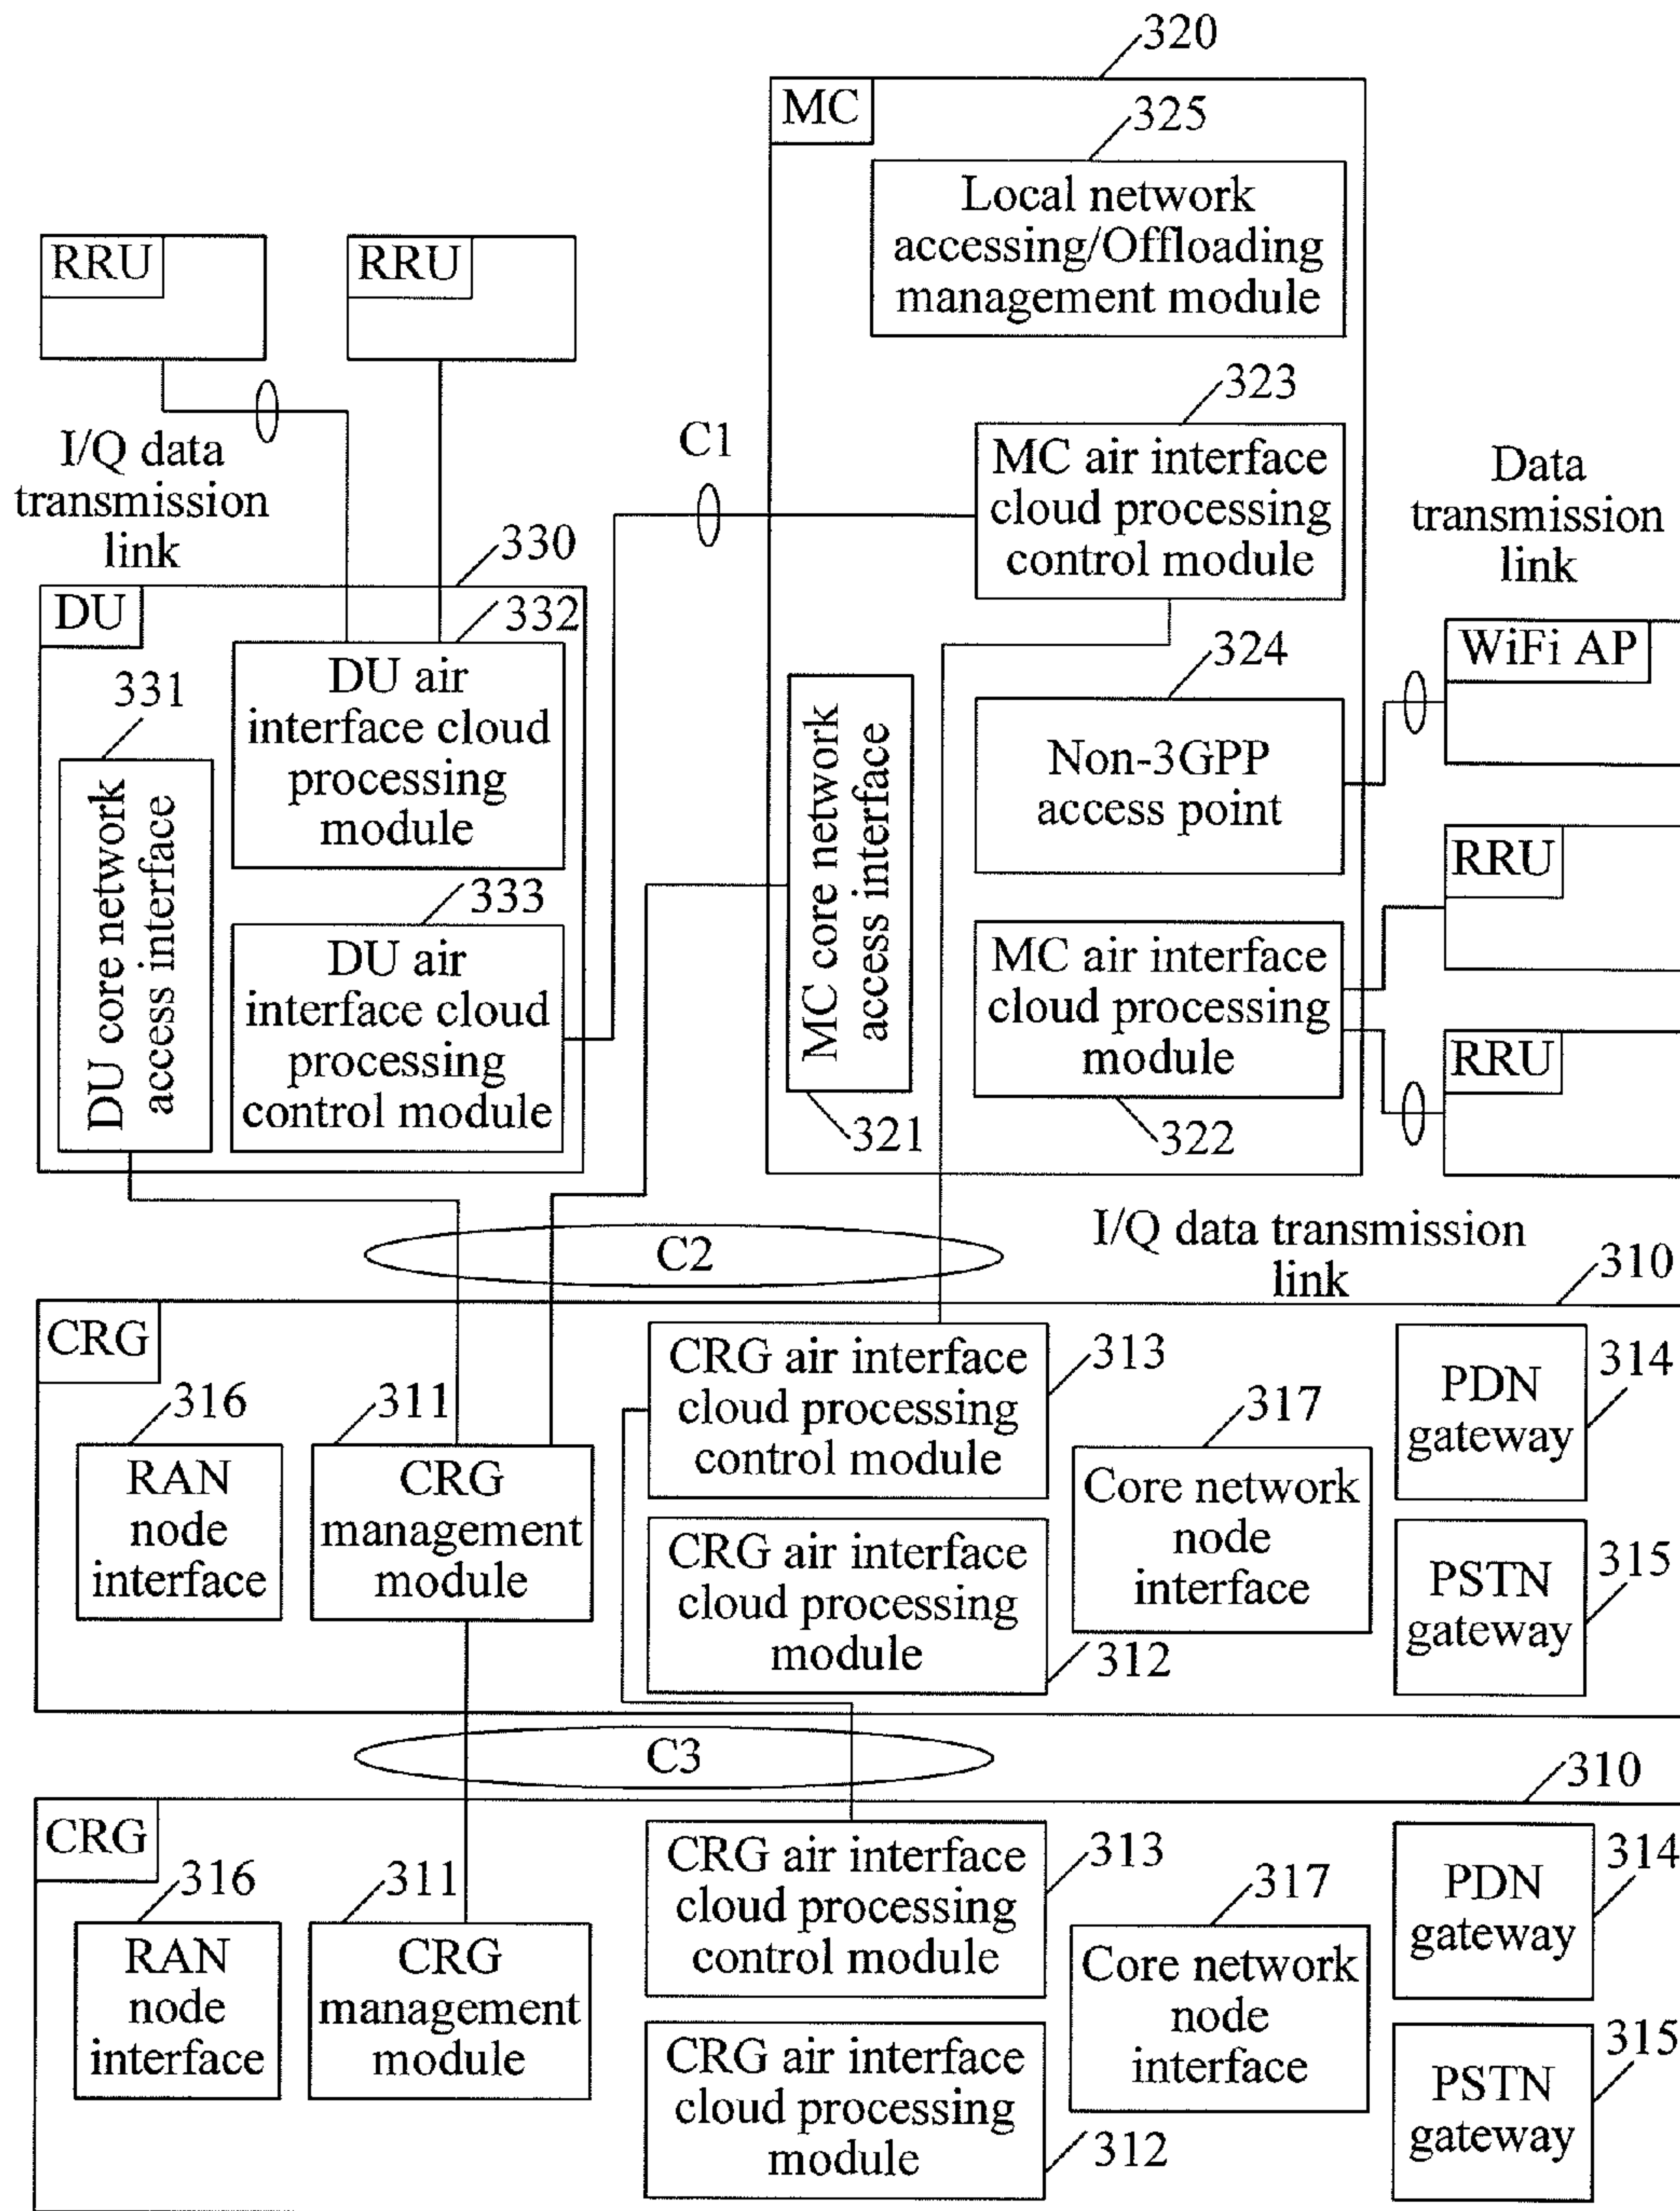 320
MC
325
Local network
accessing/Offloading
management module
RRU
RRU
I/Q data
transmission
link
C1
323
MC air interface
cloud processing
control module
Data
transmission
link
330
DU
332
331
DU air
interface cloud
processing
module
DU core network
access interface
333
DU air
interface cloud
processing
control module
MC core network
access interface
321
324
Non-3GPP
access point
MC air interface
cloud processing
module
322
WiFi AP
RRU
RRU
C2
I/Q data transmission
link
310
CRG
316
RAN
node
interface
311
CRG
management
module
CRG air interface
cloud processing
control module
313
CRG air interface
cloud processing
module
312
317
Core network
node
interface
PDN
gateway
314
PSTN
gateway
315
C3
310
CRG
316
RAN
node
interface
311
CRG
management
module
CRG air interface
cloud processing
control module
313
CRG air interface
cloud processing
module
312
317
Core network
node
interface
PDN
gateway
314
PSTN
gateway
315